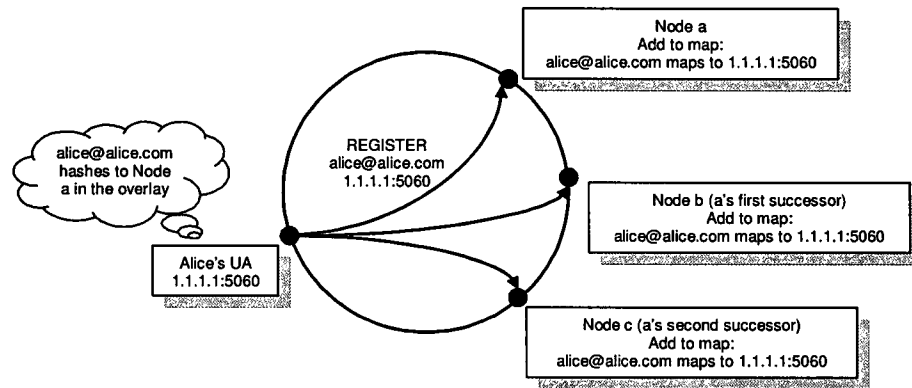 Node a
Add to map:
alice@alice.com maps to 1.1.1.1:5060
REGISTER
alice@alice.com
1.1.1.1:5060
alice@alice.com
hashes to Node
a in the overlay
Node b (a's first successor)
Add to map:
alice@alice.com maps to 1.1.1.1:5060
Alice's UA
1.1.1.1:5060
Node c (a's second successor)
Add to map:
alice@alice.com maps to 1.1.1.1:5060